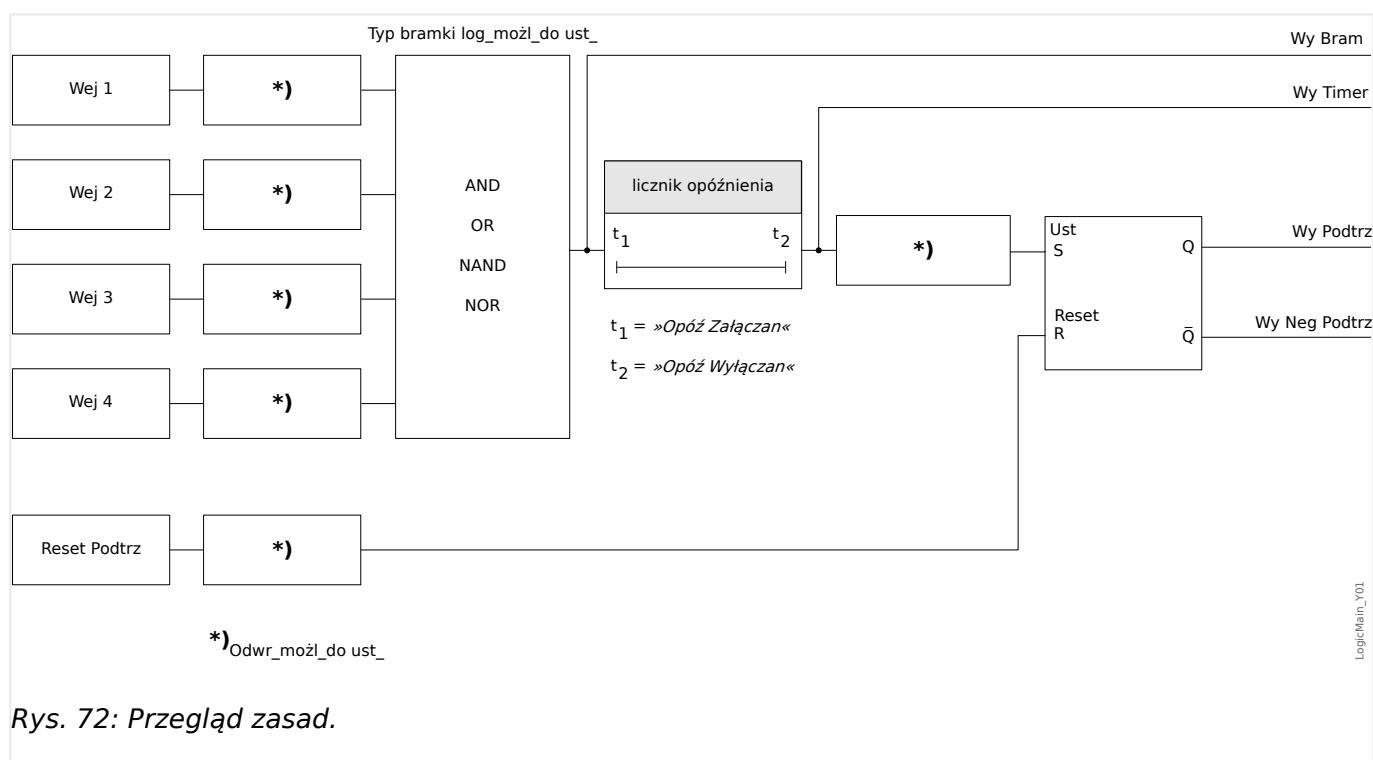 Typ bramki log_możl_do ust_
Wy Bram
Wej 1
*)
Wy Timer
Wej 2
*)
AND
OR
NAND
NOR
licznik opóźnienia
t1
t2
*)
Ust
S
Q
Wy Podtrz
Reset
R
Q̅
Wy Neg Podtrz
Wej 3
*)
t1 = »Opóź Załączan«
t2 = »Opóź Wyłączan«
Wej 4
*)
Reset Podtrz
*)
*)Odwr_możl_do ust_
LogicMain_Y01
Rys. 72: Przegląd zasad.